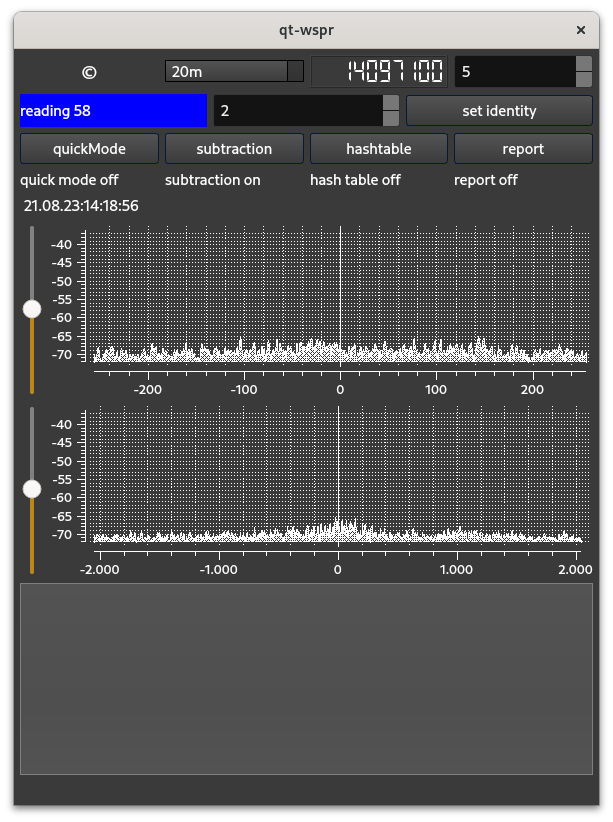 qt-wspr
×
© 20m 14097100 5
reading 58 2 set identity
quickMode subtraction hashtable report
quick mode off subtraction on hash table off report off
21.08.23:14:18:56
-40
-45
-50
-55
-60
-65
-70
-200 -100 0 100 200
-40
-45
-50
-55
-60
-65
-70
-2.000 -1.000 0 1.000 2.000